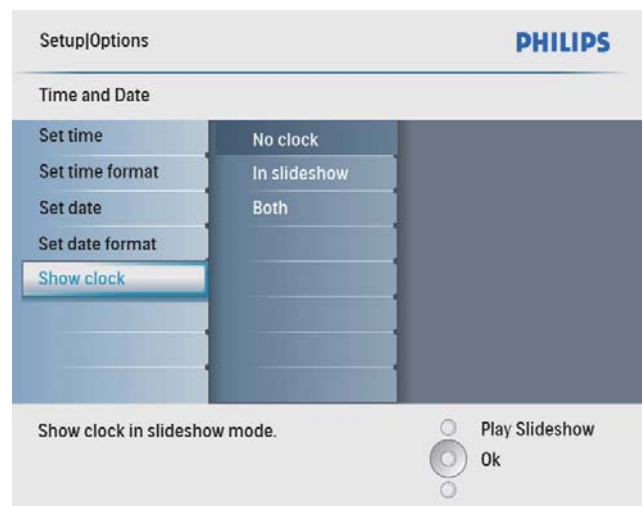 Setup|Options
PHILIPS
Time and Date
Set time
Set time format
Set date
Set date format
Show clock
No clock
In slideshow
Both
Show clock in slideshow mode.
Play Slideshow
Ok